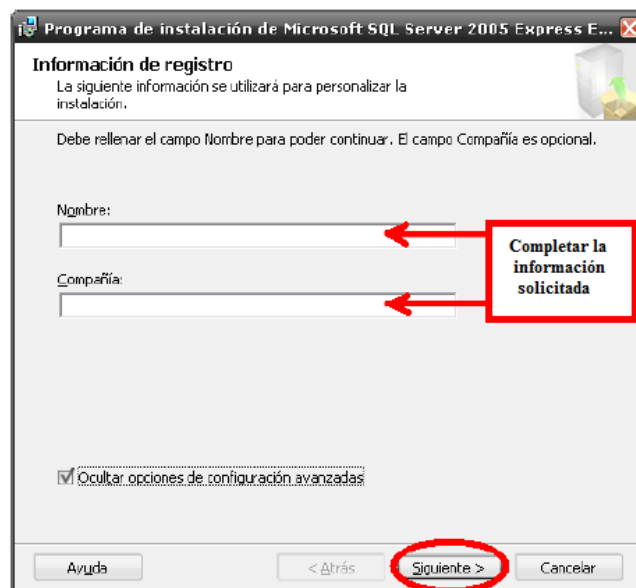 Programa de instalación de Microsoft SQL Server 2005 Express E...
Información de registro
La siguiente información se utilizará para personalizar la
instalación.
Debe rellenar el campo Nombre para poder continuar. El campo Compañía es opcional.
Nombre:
Completar la
información
solicitada
Compañía:
Ocultar opciones de configuración avanzadas
Ayuda
< Atrás
Siguiente >
Cancelar